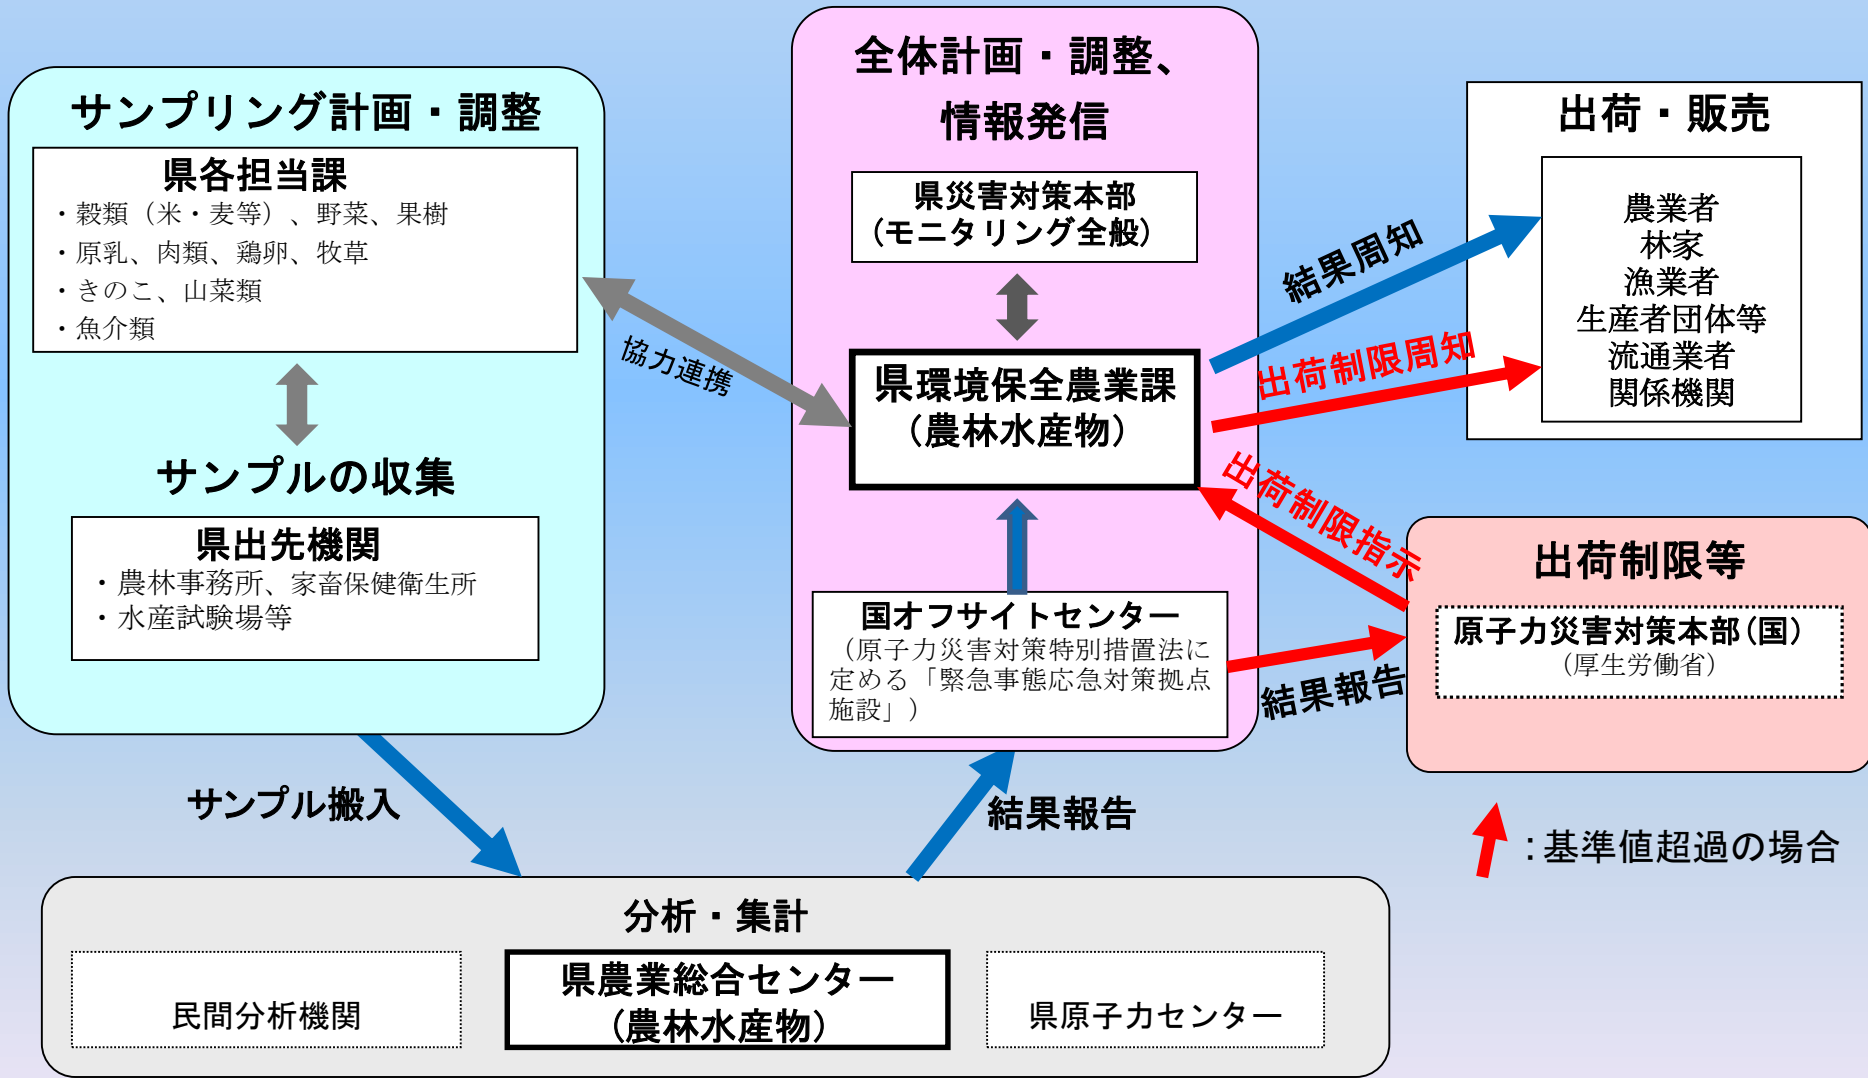 サンプリング計画・調整
県各担当課
・穀類（米・麦等）、野菜、果樹
・原乳、肉類、鶏卵、牧草
・きのこ、山菜類
・魚介類
サンプルの収集
県出先機関
・農林事務所、家畜保健衛生所
・水産試験場等
協力連携
全体計画・調整、
情報発信
県災害対策本部
（モニタリング全般）
県環境保全農業課
（農林水産物）
国オフサイトセンター
（原子力災害対策特別措置法に
定める「緊急事態応急対策拠点
施設」）
結果周知
出荷制限周知
出荷制限指示
結果報告
出荷・販売
農業者
林家
漁業者
生産者団体等
流通業者
関係機関
出荷制限等
原子力災害対策本部（国）
（厚生労働省）
サンプル搬入
結果報告
：基準値超過の場合
分析・集計
民間分析機関
県農業総合センター
（農林水産物）
県原子力センター